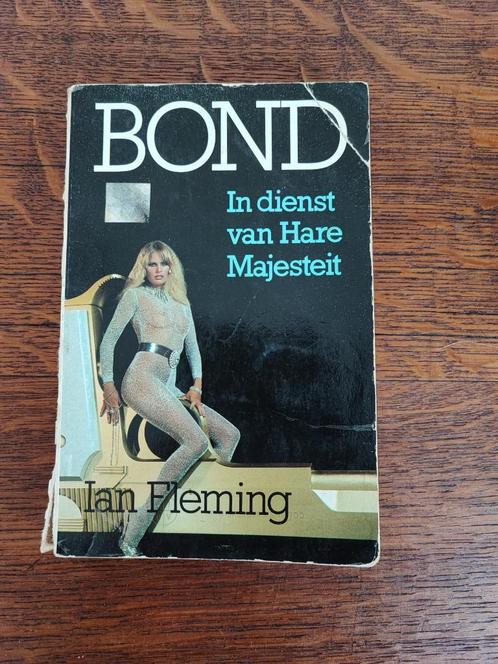 BOND
In dienst
van Hare
Majesteit
Ian Fleming